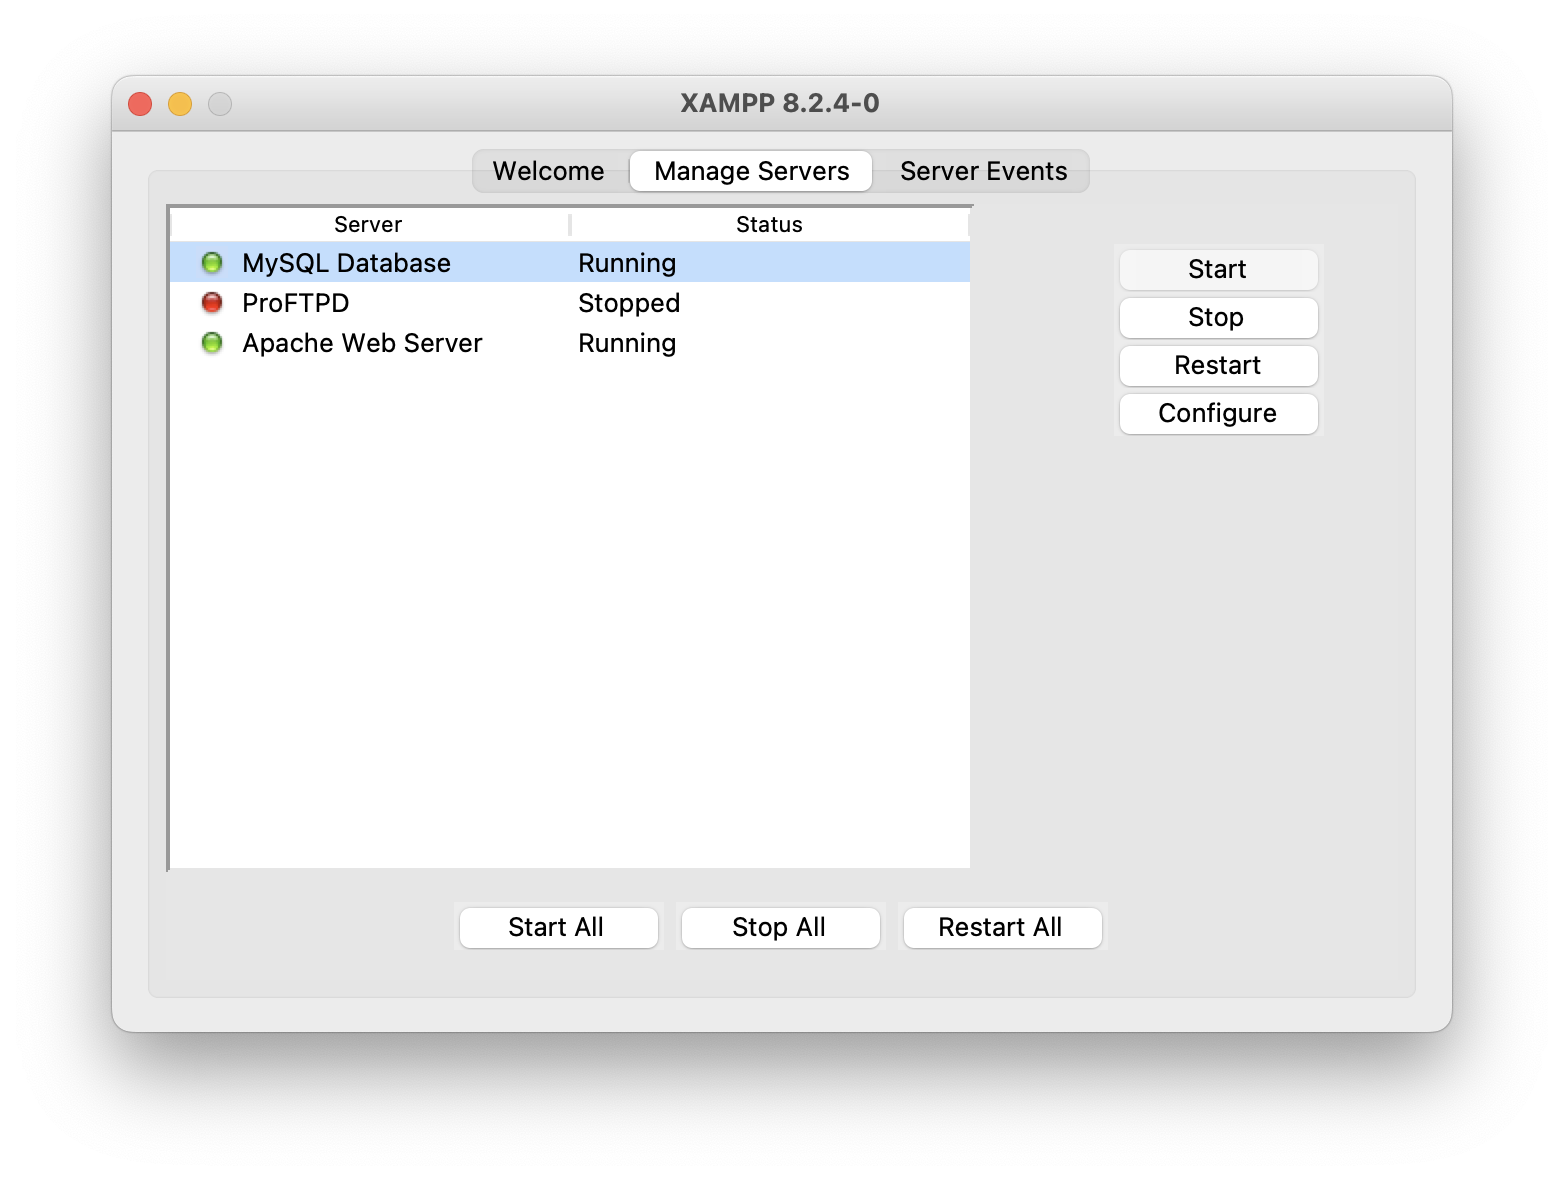 XAMPP 8.2.4-0
Welcome Manage Servers Server Events
Server Status
MySQL Database Running
ProFTPD Stopped
Apache Web Server Running
Start
Stop
Restart
Configure
Start All Stop All Restart All